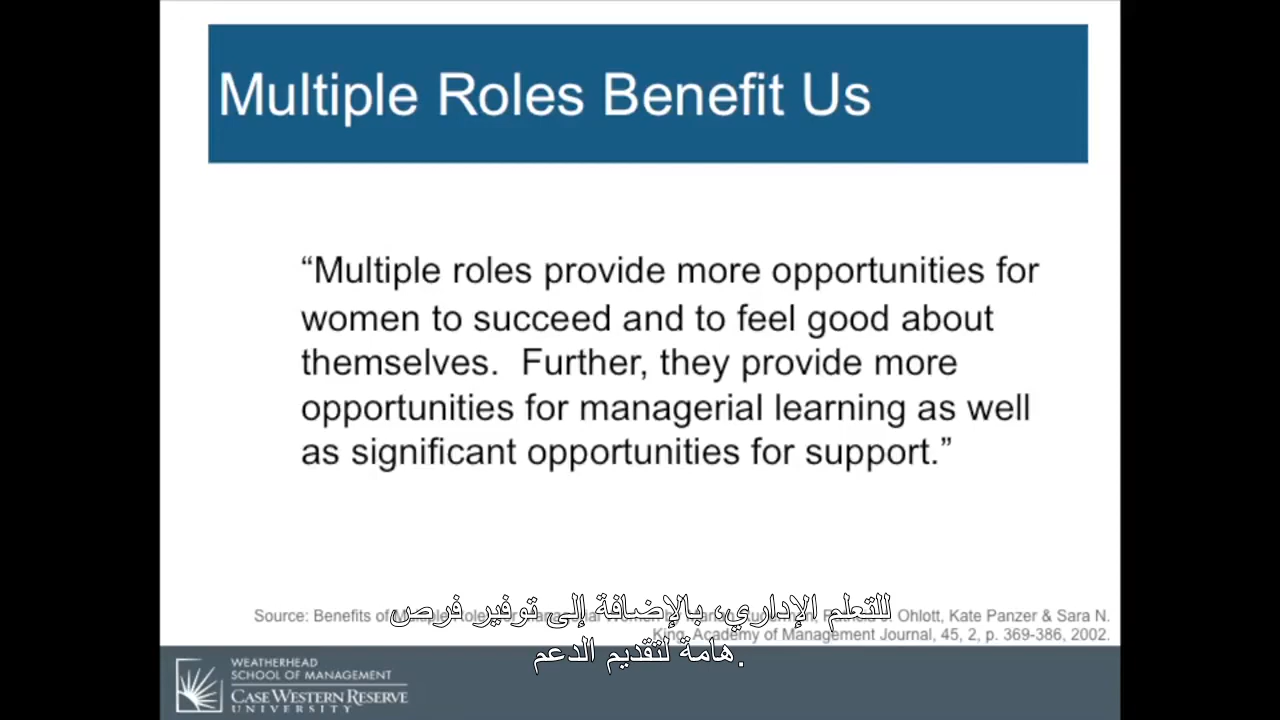 Multiple Roles Benefit Us
“Multiple roles provide more opportunities for
women to succeed and to feel good about
themselves. Further, they provide more
opportunities for managerial learning as well
as significant opportunities for support.”
Source: Benefits of Ohlott, Kate Panzer & Sara N.
King, Academy of Management Journal, 45, 2, p. 369-386, 2002.
للتعلم الإداري، بالإضافة إلى توفير فرص
هامة لتقديم الدعم.
WEATHERHEAD
SCHOOL OF MANAGEMENT
CASE WESTERN RESERVE
UNIVERSITY